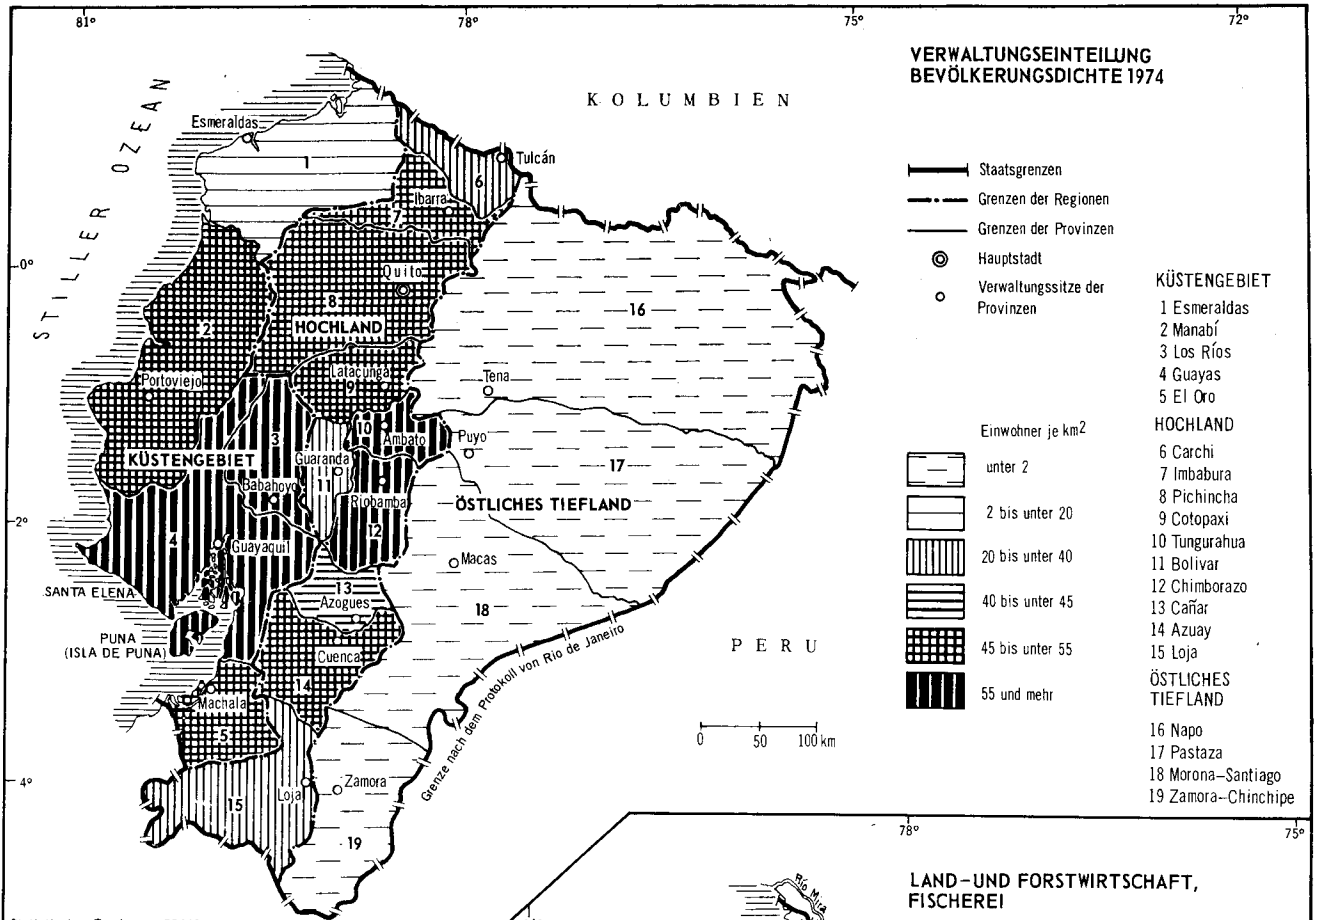 81°
78°
75°
72°
VERWALTUNGSEINTEILUNG
BEVÖLKERUNGSDICHTE 1974
KOLUMBIEN
STILLER OZEAN
Esmeraldas
1
Tulcán
6
Ibarra
7
0°
Quito
8
HOCHLAND
2
16
Latacunga
9
Portoviejo
Tena
3
10
Ambato
Puyo
KÜSTENGEBIET
Guaranda
11
17
Babahoyo
Riobamba
ÖSTLICHES TIEFLAND
2°
4
12
Guayaquil
Macas
SANTA ELENA
13
Azogues
18
PUNA
(ISLA DE PUNA)
PERU
Cuenca
14
Machala
5
Grenze nach dem Protokoll von Rio de Janeiro
0 50 100 km
4°
Loja
Zamora
15
19
Staatsgrenzen
Grenzen der Regionen
Grenzen der Provinzen
Hauptstadt
Verwaltungssitze der
Provinzen
Einwohner je km²
unter 2
2 bis unter 20
20 bis unter 40
40 bis unter 45
45 bis unter 55
55 und mehr
KÜSTENGEBIET
1 Esmeraldas
2 Manabí
3 Los Ríos
4 Guayas
5 El Oro
HOCHLAND
6 Carchi
7 Imbabura
8 Pichincha
9 Cotopaxi
10 Tungurahua
11 Bolivar
12 Chimborazo
13 Cañar
14 Azuay
15 Loja
ÖSTLICHES
TIEFLAND
16 Napo
17 Pastaza
18 Morona-Santiago
19 Zamora-Chinchipe
78°
75°
Río Mira
LAND-UND FORSTWIRTSCHAFT,
FISCHEREI